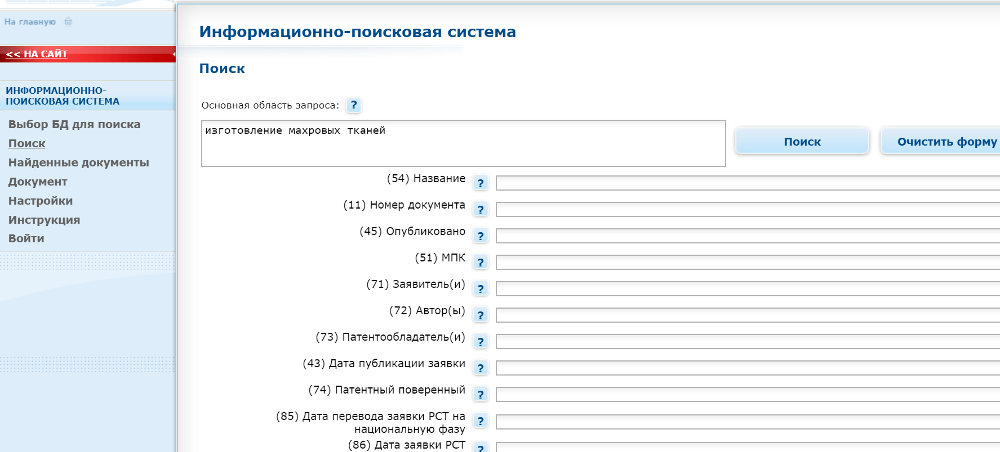 На главную
<< НА САЙТ
ИНФОРМАЦИОННО-
ПОИСКОВАЯ СИСТЕМА
Выбор БД для поиска
Поиск
Найденные документы
Документ
Настройки
Инструкция
Войти
Информационно-поисковая система
Поиск
Основная область запроса: ?
изготовление махровых тканей
Поиск
Очистить форму
(54) Название ?
(11) Номер документа ?
(45) Опубликовано ?
(51) МПК ?
(71) Заявитель(и) ?
(72) Автор(ы) ?
(73) Патентообладатель(и) ?
(43) Дата публикации заявки ?
(74) Патентный поверенный ?
(85) Дата перевода заявки PCT на ?
национальную фазу
(86) Дата заявки PCT ?